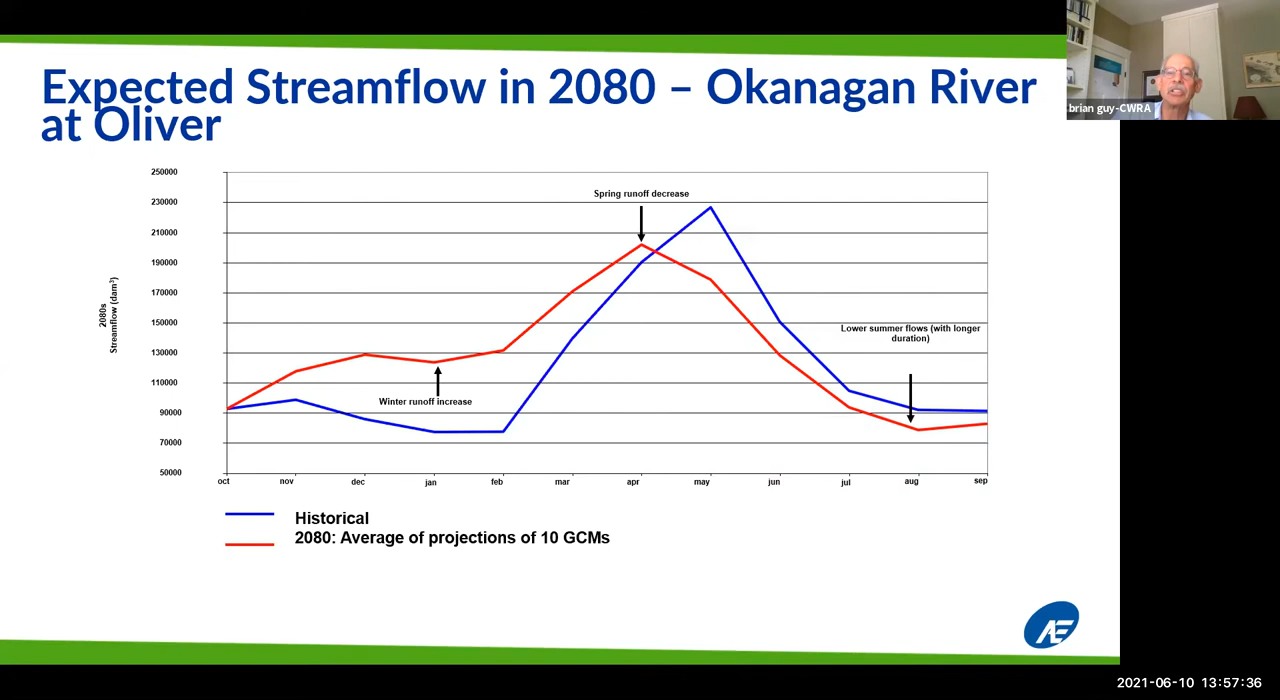 Expected Streamflow in 2080 – Okanagan River
at Oliver
brian guy-CWRA
250000
230000
210000
190000
170000
150000
130000
110000
90000
70000
50000
2080s
Streamflow (dam³)
Spring runoff decrease
Winter runoff increase
Lower summer flows (with longer
duration)
oct nov dec jan feb mar apr may jun jul aug sep
Historical
2080: Average of projections of 10 GCMs
AE
2021-06-10 13:57:36